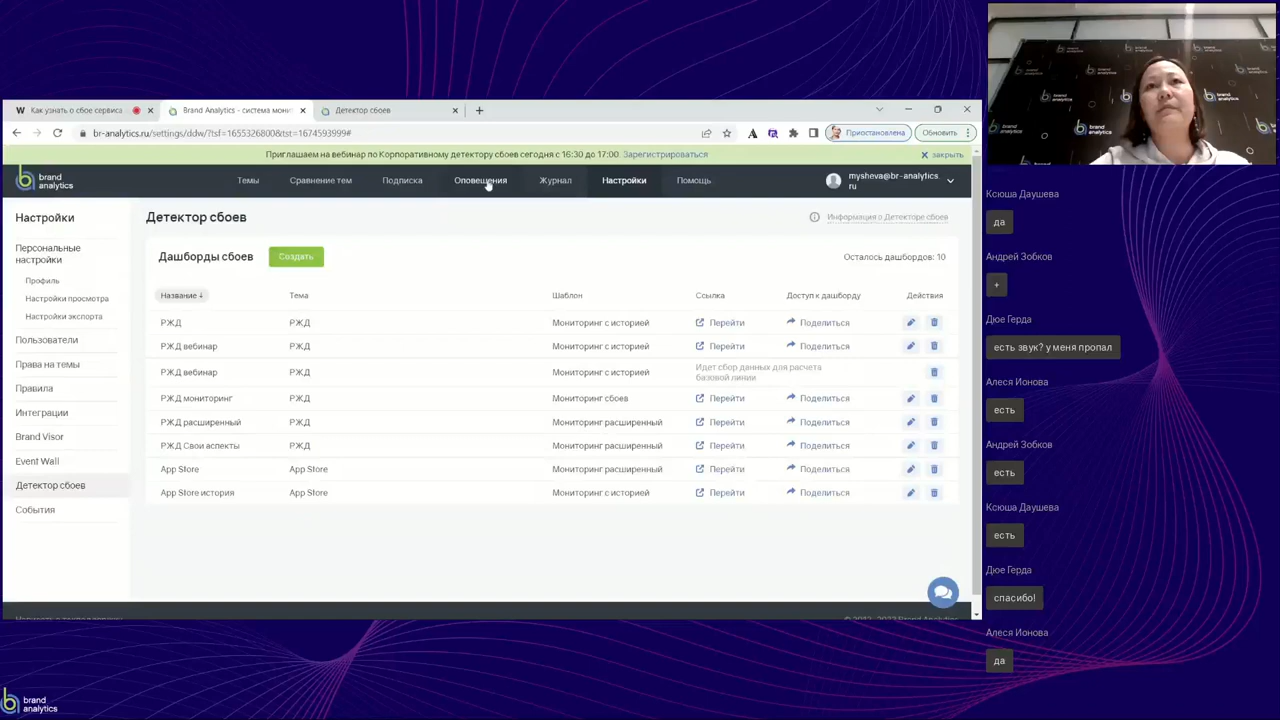 Как узнать о сбое сервиса
Brand Analytics - система мони
Детектор сбоев
br-analytics.ru/settings/ddw/?tsf=1655326800&tst=1674593999#
Приостановлена
Обновить
Приглашаем на вебинар по Корпоративному детектору сбоев сегодня с 16:30 до 17:00 Зарегистрироваться
закрыть
brand
analytics
Темы
Сравнение тем
Подписка
Оповещения
Журнал
Настройки
Помощь
mysheva@br-analytics.
ru
Настройки
Персональные
настройки
Профиль
Настройки просмотра
Настройки экспорта
Пользователи
Права на темы
Правила
Интеграции
Brand Visor
Event Wall
Детектор сбоев
События
Детектор сбоев
Информация о Детекторе сбоев
Дашборды сбоев
Создать
Осталось дашбордов: 10
Название ↓ Тема Шаблон Ссылка Доступ к дашборду Действия
РЖД РЖД Мониторинг с историей Перейти Поделиться
РЖД вебинар РЖД Мониторинг с историей Перейти Поделиться
РЖД вебинар РЖД Мониторинг с историей Идет сбор данных для расчета
базовой линии
РЖД мониторинг РЖД Мониторинг сбоев Перейти Поделиться
РЖД расширенный РЖД Мониторинг расширенный Перейти Поделиться
РЖД Свои аспекты РЖД Мониторинг расширенный Перейти Поделиться
App Store App Store Мониторинг расширенный Перейти Поделиться
App Store история App Store Мониторинг с историей Перейти Поделиться
Ксюша Даушева
да
Андрей Зобков
+
Дюе Герда
есть звук? у меня пропал
Алеся Ионова
есть
Андрей Зобков
есть
Ксюша Даушева
есть
Дюе Герда
спасибо!
Алеся Ионова
да
brand
analytics